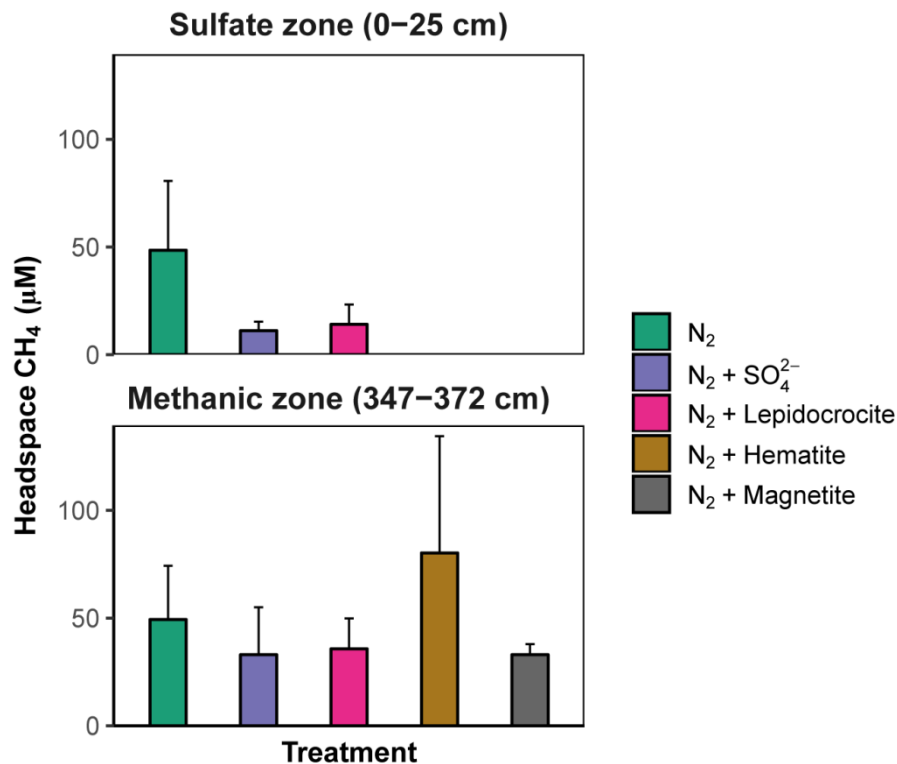 Sulfate zone (0−25 cm)
100
50
0
Methanic zone (347−372 cm)
100
50
0
Headspace CH₄ (μM)
Treatment
N₂
N₂ + SO₄²⁻
N₂ + Lepidocrocite
N₂ + Hematite
N₂ + Magnetite